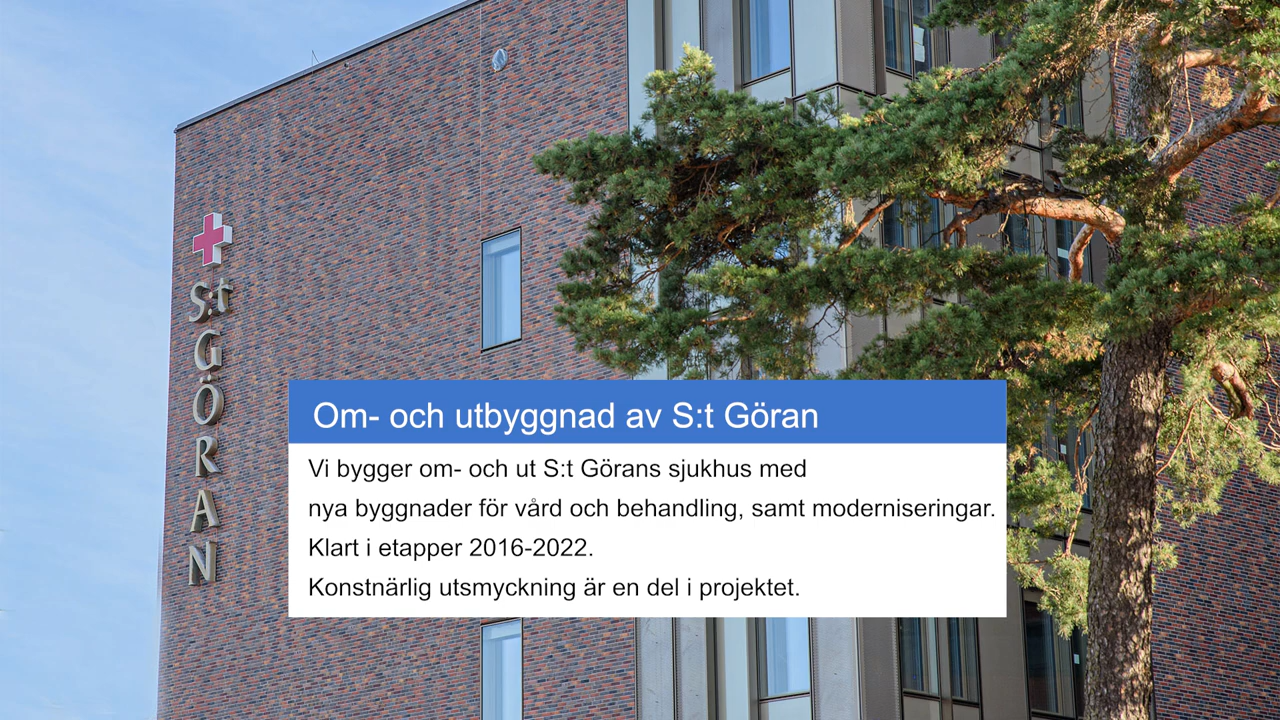 S:t GÖRAN
Om- och utbyggnad av S:t Göran
Vi bygger om- och ut S:t Görans sjukhus med
nya byggnader för vård och behandling, samt moderniseringar.
Klart i etapper 2016-2022.
Konstnärlig utsmyckning är en del i projektet.